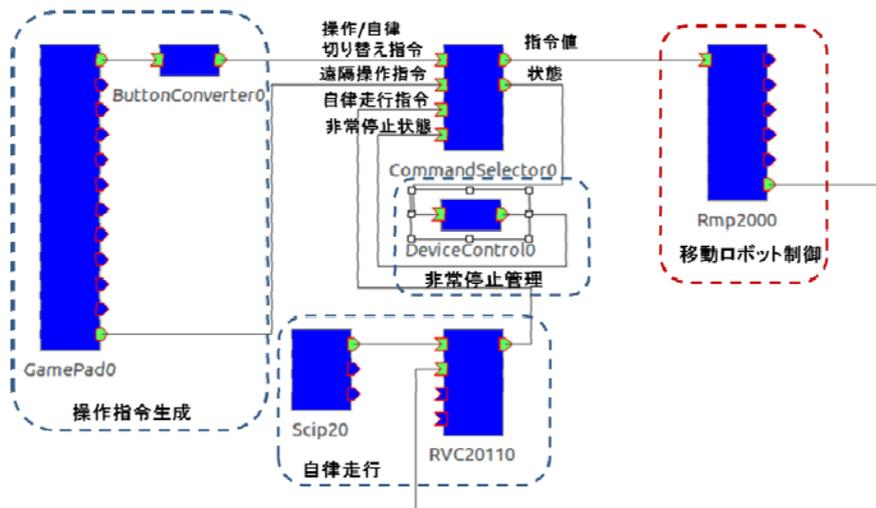 操作/自律
切り替え指令
遠隔操作指令
自律走行指令
非常停止状態
指令値
状態
ButtonConverter0
CommandSelector0
Rmp2000
移動ロボット制御
DeviceControl0
非常停止管理
GamePad0
操作指令生成
Scip20
RVC20110
自律走行